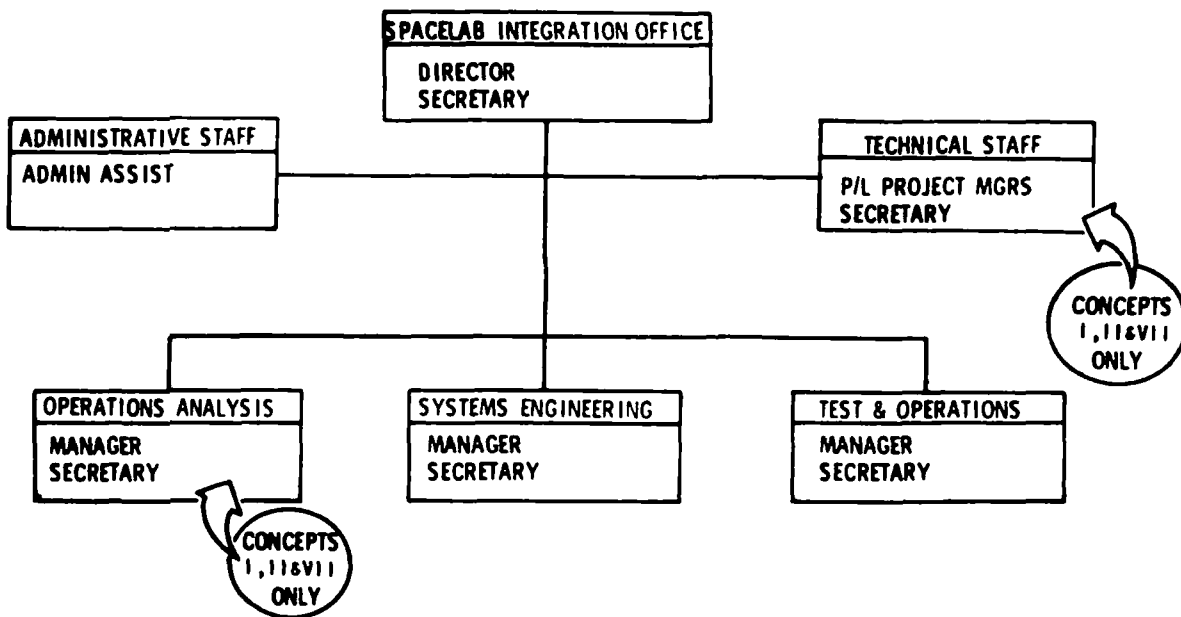 SPACELAB INTEGRATION OFFICE
DIRECTOR
SECRETARY
ADMINISTRATIVE STAFF
ADMIN ASSIST
TECHNICAL STAFF
P/L PROJECT MGRS
SECRETARY
CONCEPTS
I, II & VII
ONLY
OPERATIONS ANALYSIS
MANAGER
SECRETARY
SYSTEMS ENGINEERING
MANAGER
SECRETARY
TEST & OPERATIONS
MANAGER
SECRETARY
CONCEPTS
I, II & VII
ONLY